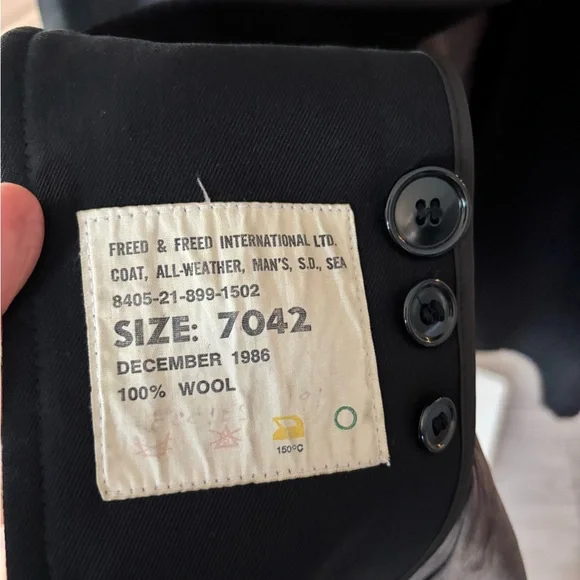 FREED & FREED INTERNATIONAL LTD.
COAT, ALL-WEATHER, MAN'S, S.D., SEA
8405-21-899-1502
SIZE: 7042
DECEMBER 1986
100% WOOL
150°C